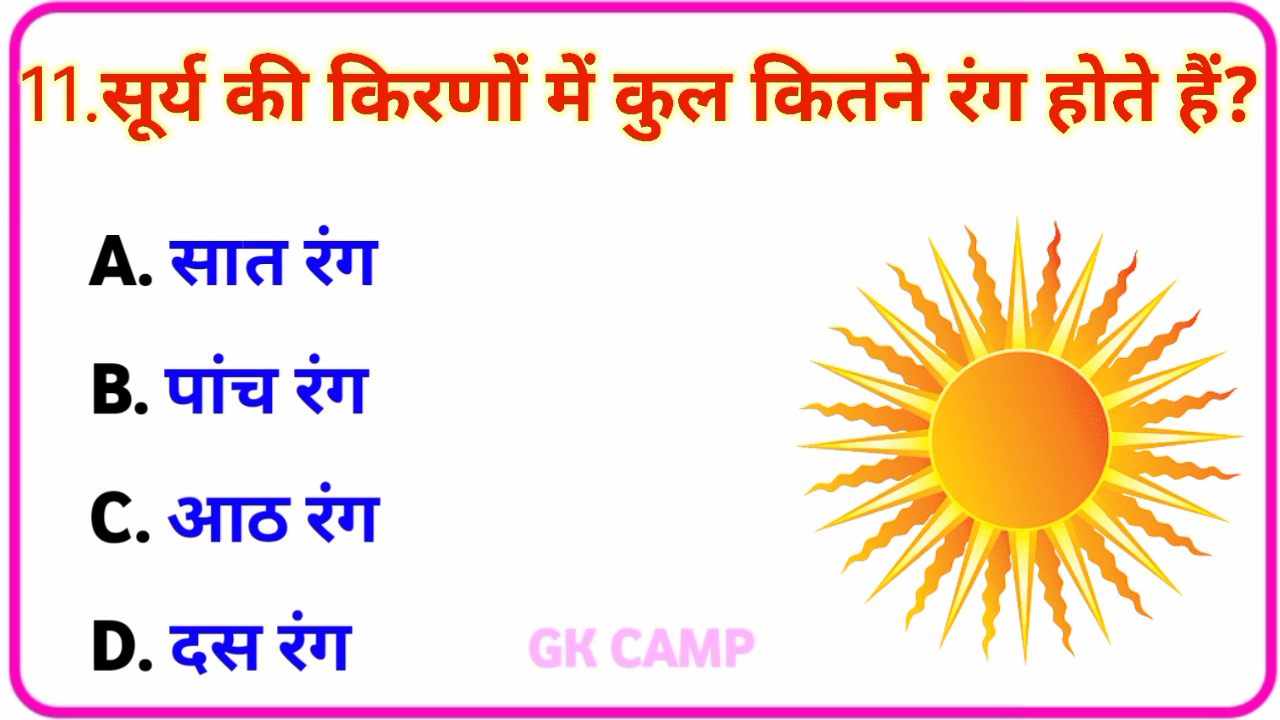 11.सूर्य की किरणों में कुल कितने रंग होते हैं?
A. सात रंग
B. पांच रंग
C. आठ रंग
D. दस रंग
GK CAMP